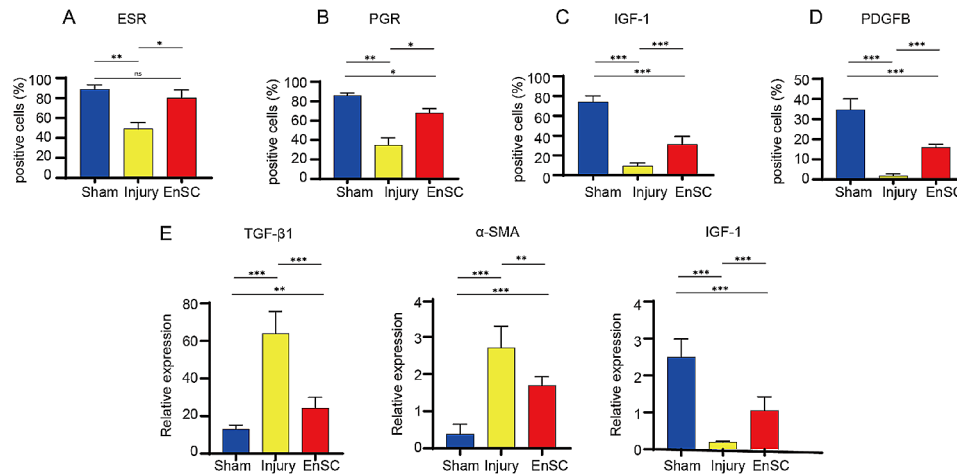 A ESR
** *
ns
positive cells (%)
100
80
60
40
20
0
Sham Injury EnSC
B PGR
** *
*
positive cells (%)
100
80
60
40
20
0
Sham Injury EnSC
C IGF-1
*** ***
***
positive cells (%)
100
80
60
40
20
0
Sham Injury EnSC
D PDGFB
*** ***
***
positive cells (%)
50
40
30
20
10
0
Sham Injury EnSC
E TGF-β1
*** ***
**
Relative expression
80
60
40
20
0
Sham Injury EnSC
α-SMA
*** **
***
Relative expression
4
3
2
1
0
Sham Injury EnSC
IGF-1
*** ***
***
Relative expression
4
3
2
1
0
Sham Injury EnSC